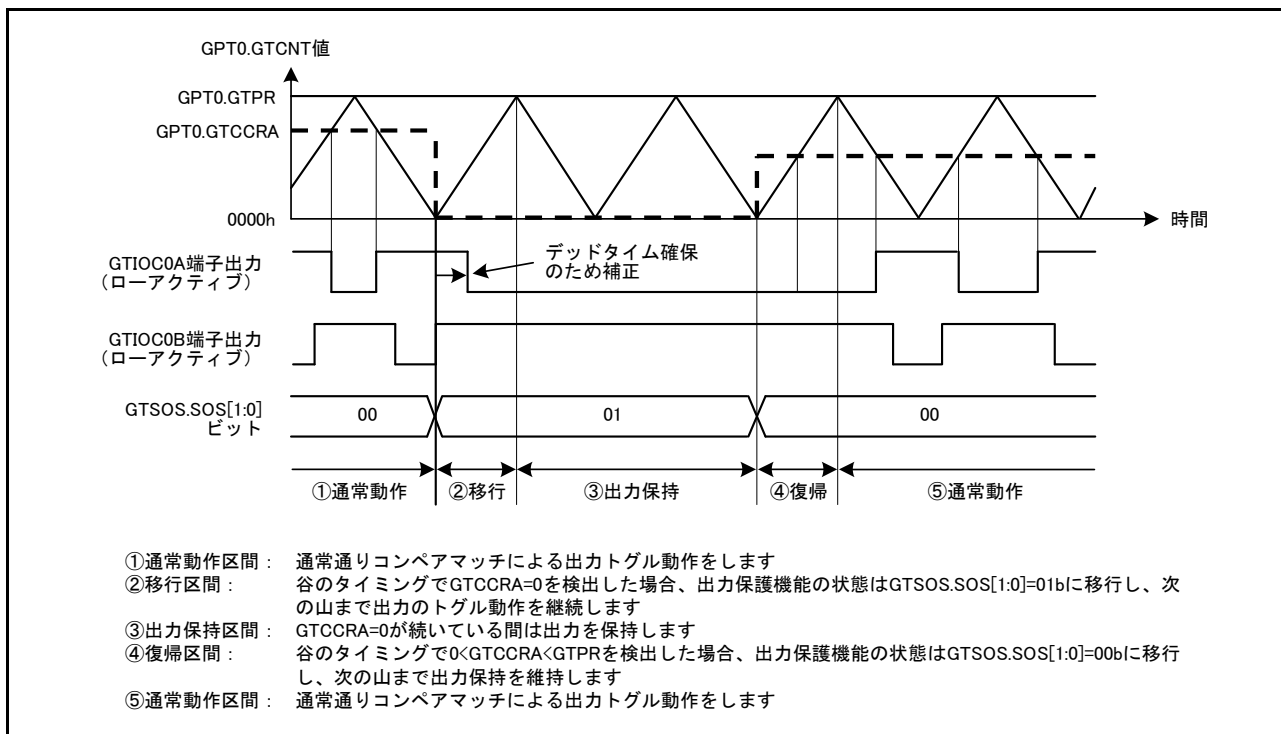 GPT0.GTCNT値
GPT0.GTPR
GPT0.GTCCRA
0000h
時間
GTIOC0A端子出力
（ローアクティブ）
デッドタイム確保
のため補正
GTIOC0B端子出力
（ローアクティブ）
GTSOS.SOS[1:0]
ビット
00
01
00
①通常動作
②移行
③出力保持
④復帰
⑤通常動作
①通常動作区間： 通常通りコンペアマッチによる出力トグル動作をします
②移行区間： 谷のタイミングでGTCCRA=0を検出した場合、出力保護機能の状態はGTSOS.SOS[1:0]=01bに移行し、次
の山まで出力のトグル動作を継続します
③出力保持区間： GTCCRA=0が続いている間は出力を保持します
④復帰区間： 谷のタイミングで0<GTCCRA<GTPRを検出した場合、出力保護機能の状態はGTSOS.SOS[1:0]=00bに移行
し、次の山まで出力保持を維持します
⑤通常動作区間： 通常通りコンペアマッチによる出力トグル動作をします